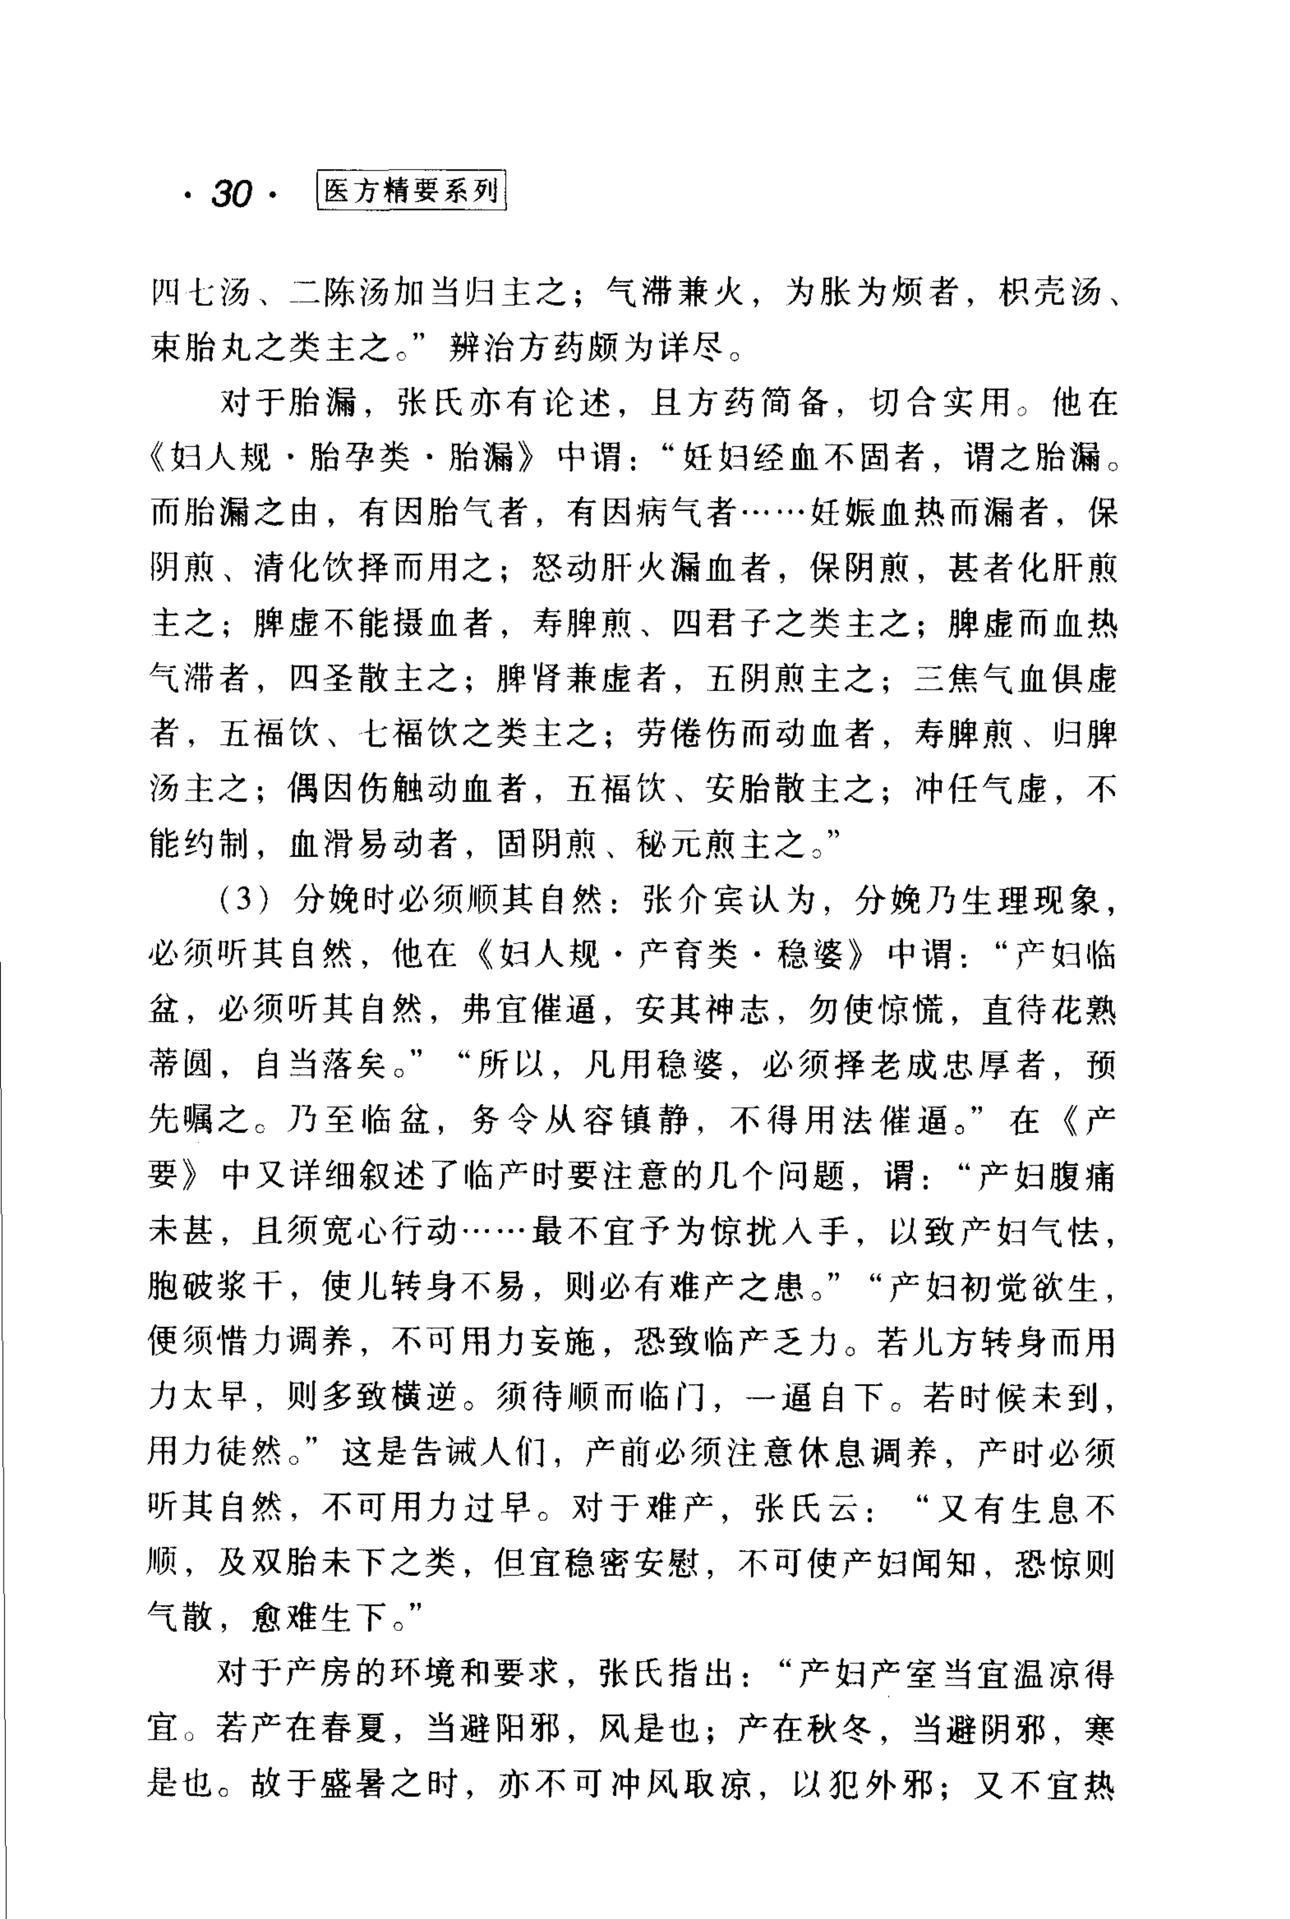 ·30· 医方精要系列
四七汤、二陈汤加当归主之；气滞兼火，为胀为烦者，枳壳汤、
束胎丸之类主之。”辨治方药颇为详尽。
对于胎漏，张氏亦有论述，且方药简备，切合实用。他在
《妇人规·胎孕类·胎漏》中谓：“妊妇经血不固者，谓之胎漏。
而胎漏之由，有因胎气者，有因病气者……妊娠血热而漏者，保
阴煎、清化饮择而用之；怒动肝火漏血者，保阴煎，甚者化肝煎
主之；脾虚不能摄血者，寿脾煎、四君子之类主之；脾虚而血热
气滞者，四圣散主之；脾肾兼虚者，五阴煎主之；三焦气血俱虚
者，五福饮、七福饮之类主之；劳倦伤而动血者，寿脾煎、归脾
汤主之；偶因伤触动血者，五福饮、安胎散主之；冲任气虚，不
能约制，血滑易动者，固阴煎、秘元煎主之。”
（3）分娩时必须顺其自然：张介宾认为，分娩乃生理现象，
必须听其自然，他在《妇人规·产育类·稳婆》中谓：“产妇临
盆，必须听其自然，弗宜催逼，安其神志，勿使惊慌，直待花熟
蒂圆，自当落矣。”“所以，凡用稳婆，必须择老成忠厚者，预
先嘱之。乃至临盆，务令从容镇静，不得用法催逼。”在《产
要》中又详细叙述了临产时要注意的几个问题，谓：“产妇腹痛
未甚，且须宽心行动……最不宜予为惊扰入手，以致产妇气怯，
胞破浆干，使儿转身不易，则必有难产之患。”“产妇初觉欲生，
便须惜力调养，不可用力妄施，恐致临产乏力。若儿方转身而用
力太早，则多致横逆。须待顺而临门，一逼自下。若时候未到，
用力徒然。”这是告诫人们，产前必须注意休息调养，产时必须
听其自然，不可用力过早。对于难产，张氏云：“又有生息不
顺，及双胎未下之类，但宜稳密安慰，不可使产妇闻知，恐惊则
气散，愈难生下。”
对于产房的环境和要求，张氏指出：“产妇产室当宜温凉得
宜。若产在春夏，当避阳邪，风是也；产在秋冬，当避阴邪，寒
是也。故于盛暑之时，亦不可冲风取凉，以犯外邪；又不宜热